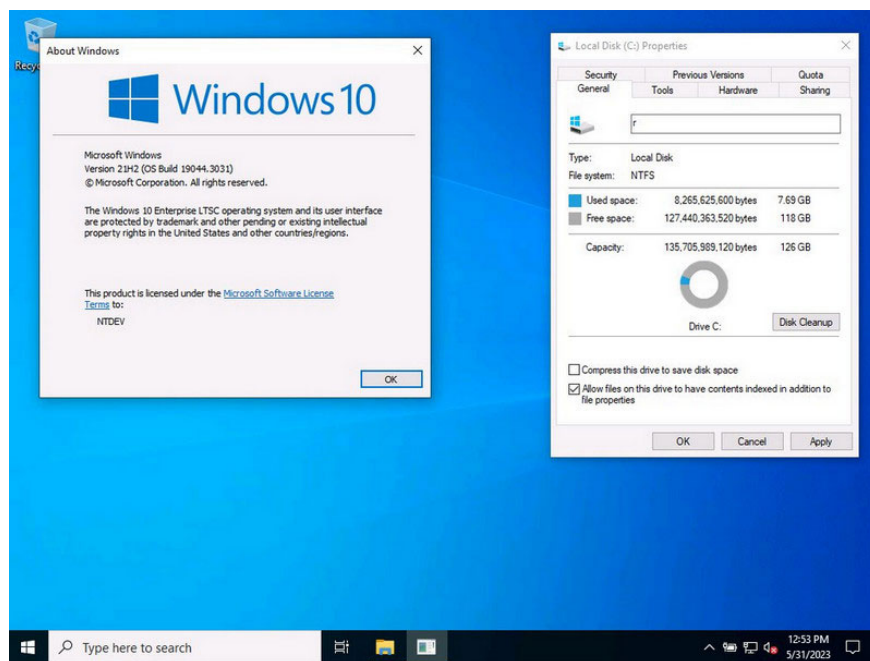 Recyc
About Windows
Windows 10
Microsoft Windows
Version 21H2 (OS Build 19044.3031)
© Microsoft Corporation. All rights reserved.
The Windows 10 Enterprise LTSC operating system and its user interface
are protected by trademark and other pending or existing intellectual
property rights in the United States and other countries/regions.
This product is licensed under the Microsoft Software License
Terms to:
NTDEV
OK
Local Disk (C:) Properties
Security Previous Versions Quota
General Tools Hardware Sharing
r
Type: Local Disk
File system: NTFS
Used space: 8,265,625,600 bytes 7.69 GB
Free space: 127,440,363,520 bytes 118 GB
Capacity: 135,705,989,120 bytes 126 GB
Drive C:
Disk Cleanup
Compress this drive to save disk space
Allow files on this drive to have contents indexed in addition to
file properties
OK Cancel Apply
Type here to search
12:53 PM
5/31/2023